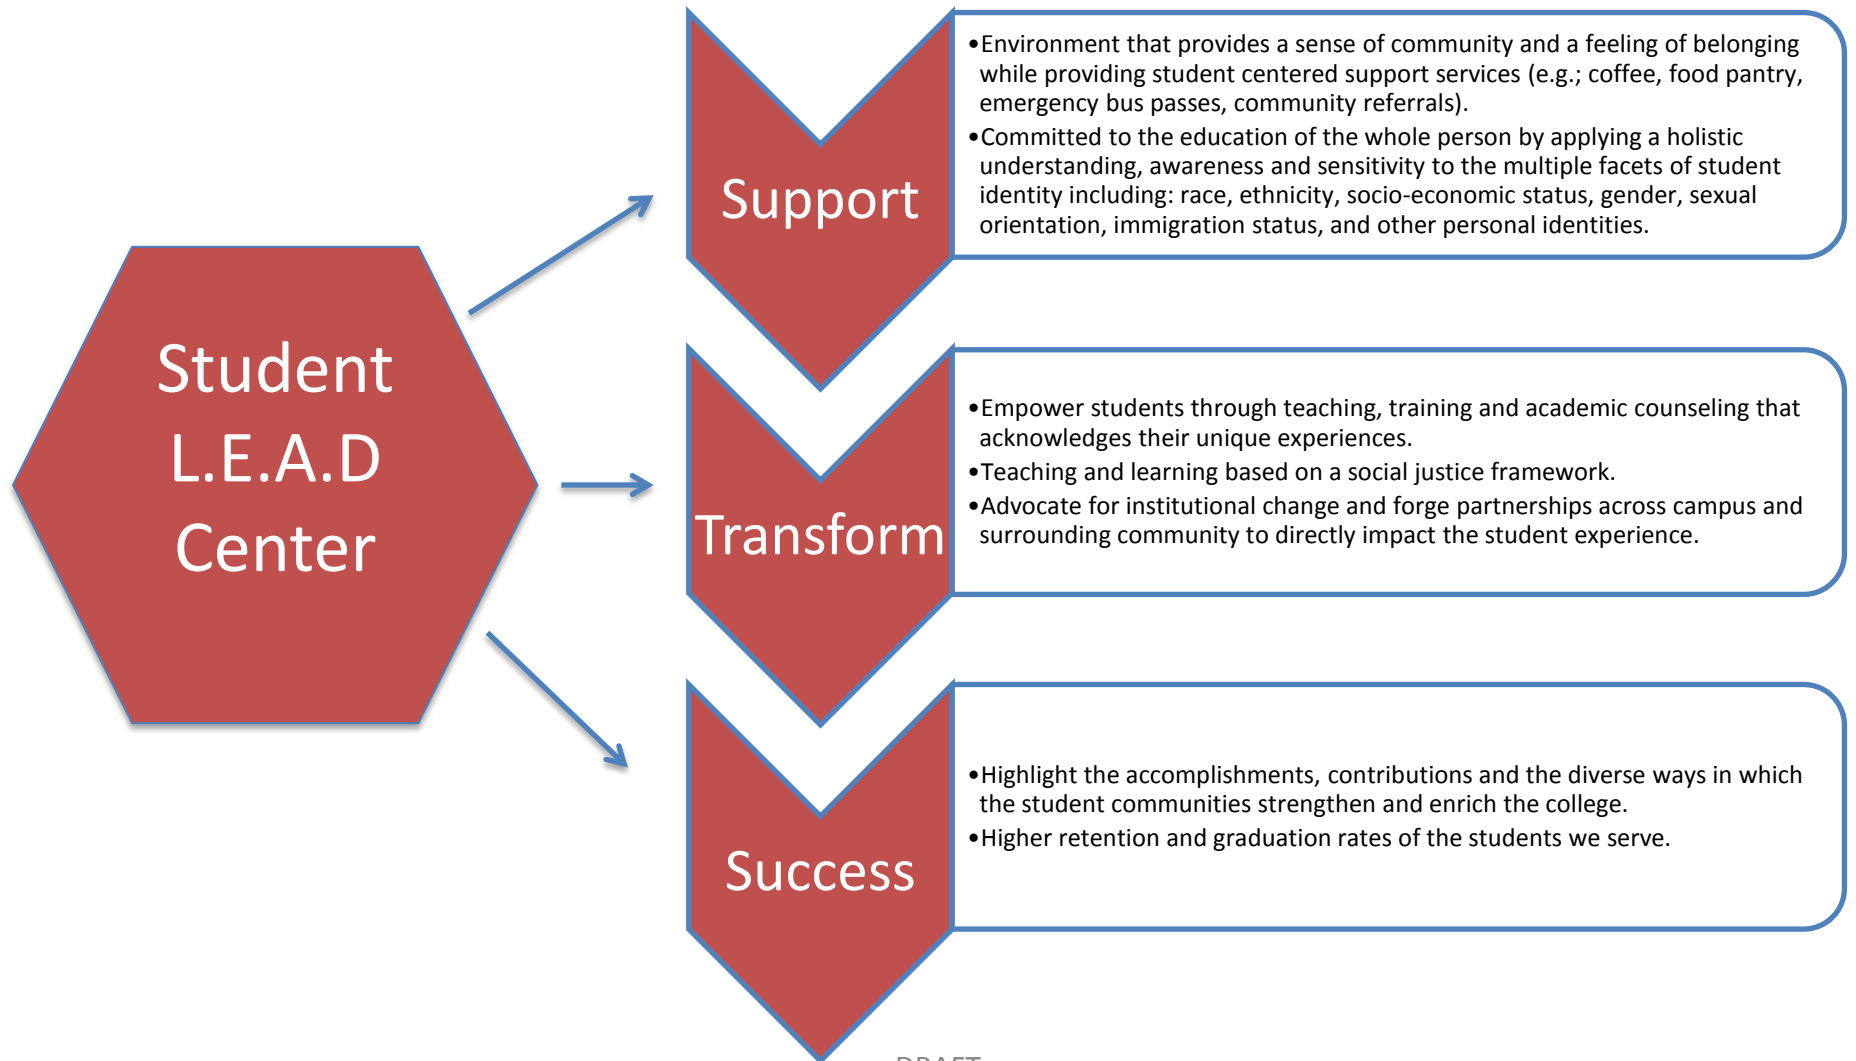 Student
L.E.A.D
Center
Support
•Environment that provides a sense of community and a feeling of belonging
while providing student centered support services (e.g.; coffee, food pantry,
emergency bus passes, community referrals).
•Committed to the education of the whole person by applying a holistic
understanding, awareness and sensitivity to the multiple facets of student
identity including: race, ethnicity, socio-economic status, gender, sexual
orientation, immigration status, and other personal identities.
Transform
•Empower students through teaching, training and academic counseling that
acknowledges their unique experiences.
•Teaching and learning based on a social justice framework.
•Advocate for institutional change and forge partnerships across campus and
surrounding community to directly impact the student experience.
Success
•Highlight the accomplishments, contributions and the diverse ways in which
the student communities strengthen and enrich the college.
•Higher retention and graduation rates of the students we serve.
DRAFT